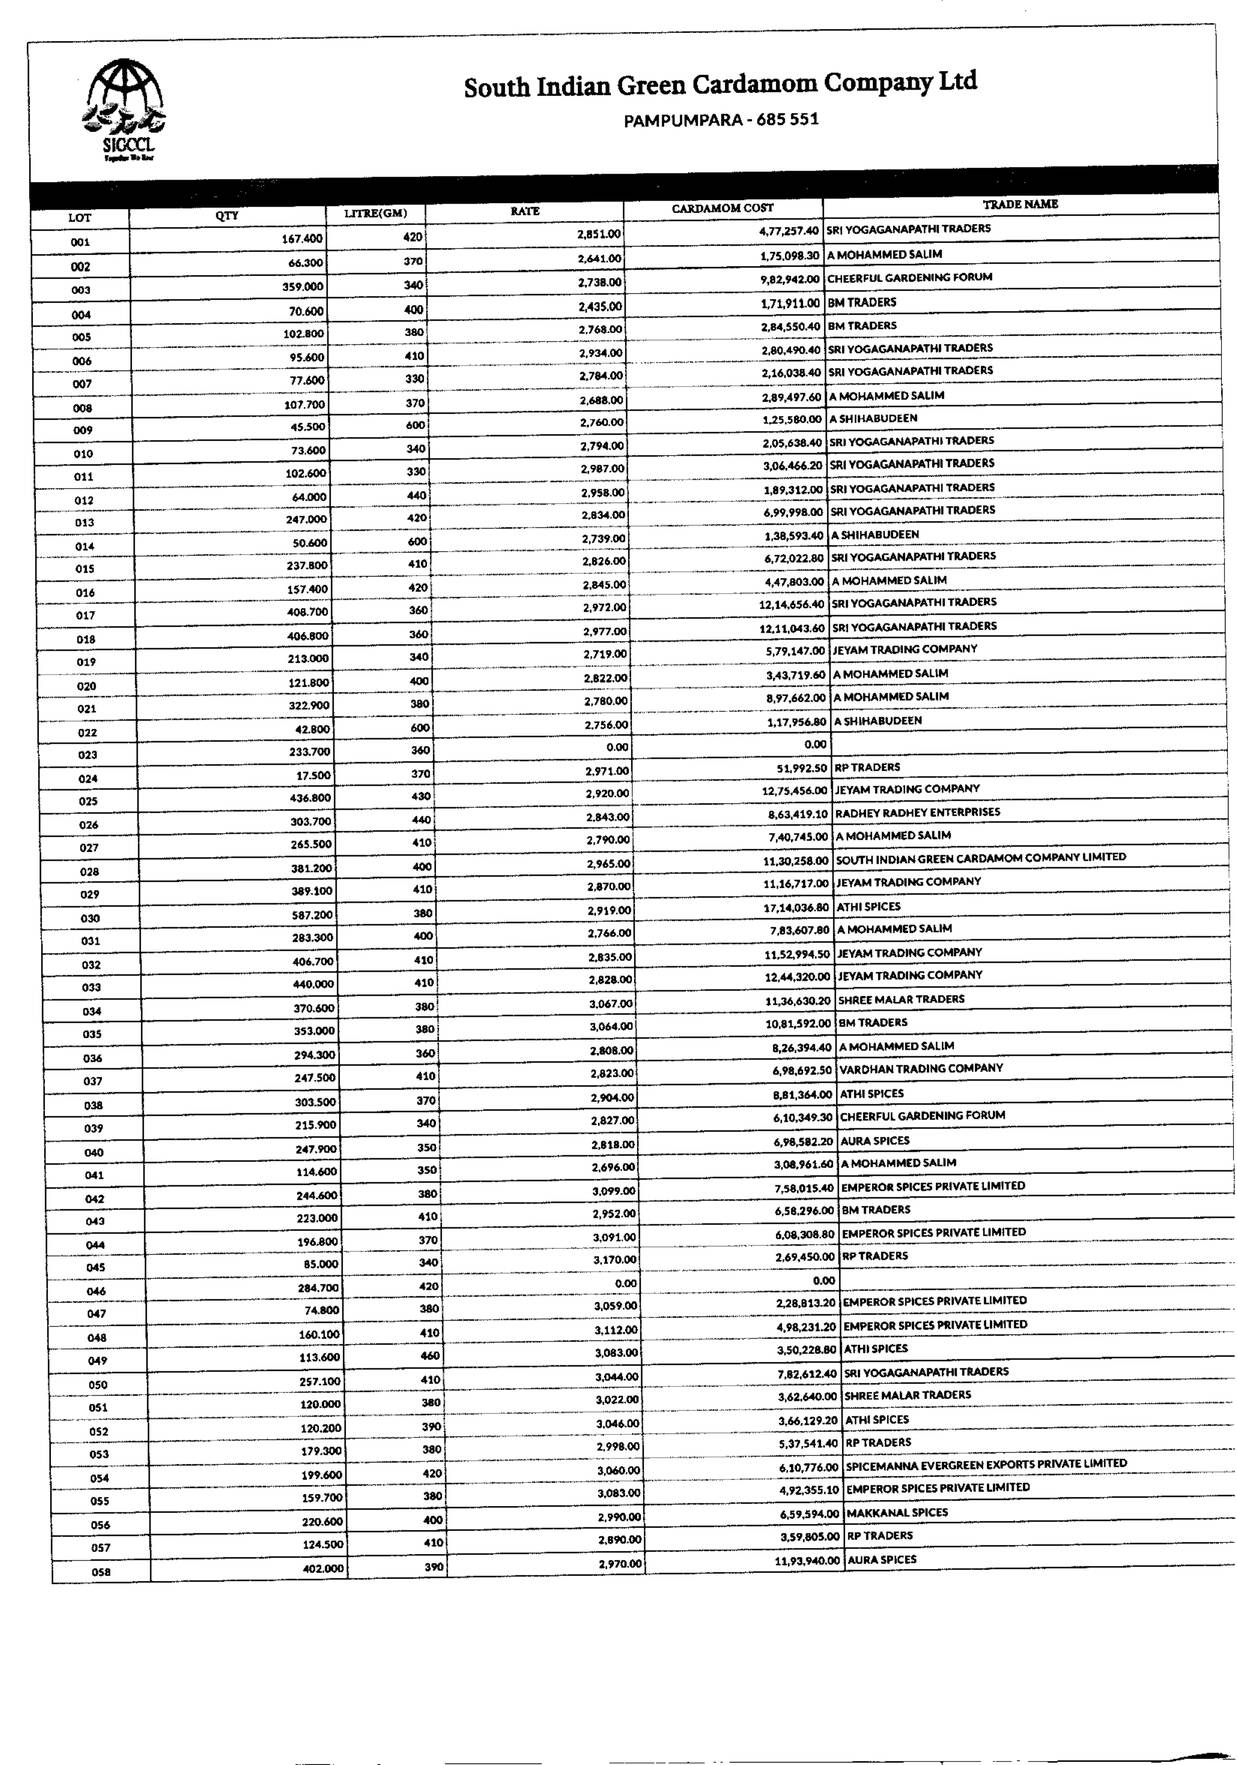 South Indian Green Cardamom Company Ltd
PAMPUMPARA - 685 551
SIGCCL
Together We Rise
LOT QTY LITRE(GM) RATE CARDAMOM COST TRADE NAME
001 167.400 420 2,851.00 4,77,257.40 SRI YOGAGANAPATHI TRADERS
002 66.300 370 2,641.00 1,75,098.30 A MOHAMMED SALIM
003 359.000 340 2,738.00 9,82,942.00 CHEERFUL GARDENING FORUM
004 70.600 400 2,435.00 1,71,911.00 BM TRADERS
005 102.800 380 2,768.00 2,84,550.40 BM TRADERS
006 95.600 410 2,934.00 2,80,490.40 SRI YOGAGANAPATHI TRADERS
007 77.600 330 2,784.00 2,16,038.40 SRI YOGAGANAPATHI TRADERS
008 107.700 370 2,688.00 2,89,497.60 A MOHAMMED SALIM
009 45.500 600 2,760.00 1,25,580.00 A SHIHABUDEEN
010 73.600 340 2,794.00 2,05,638.40 SRI YOGAGANAPATHI TRADERS
011 102.600 330 2,987.00 3,06,466.20 SRI YOGAGANAPATHI TRADERS
012 64.000 440 2,958.00 1,89,312.00 SRI YOGAGANAPATHI TRADERS
013 247.000 420 2,834.00 6,99,998.00 SRI YOGAGANAPATHI TRADERS
014 50.600 600 2,739.00 1,38,593.40 A SHIHABUDEEN
015 237.800 410 2,826.00 6,72,022.80 SRI YOGAGANAPATHI TRADERS
016 157.400 420 2,845.00 4,47,803.00 A MOHAMMED SALIM
017 408.700 360 2,972.00 12,14,656.40 SRI YOGAGANAPATHI TRADERS
018 406.800 360 2,977.00 12,11,043.60 SRI YOGAGANAPATHI TRADERS
019 213.000 340 2,719.00 5,79,147.00 JEYAM TRADING COMPANY
020 121.800 400 2,822.00 3,43,719.60 A MOHAMMED SALIM
021 322.900 380 2,780.00 8,97,662.00 A MOHAMMED SALIM
022 42.800 600 2,756.00 1,17,956.80 A SHIHABUDEEN
023 233.700 360 0.00 0.00
024 17.500 370 2,971.00 51,992.50 RP TRADERS
025 436.800 430 2,920.00 12,75,456.00 JEYAM TRADING COMPANY
026 303.700 440 2,843.00 8,63,419.10 RADHEY RADHEY ENTERPRISES
027 265.500 410 2,790.00 7,40,745.00 A MOHAMMED SALIM
028 381.200 400 2,965.00 11,30,258.00 SOUTH INDIAN GREEN CARDAMOM COMPANY LIMITED
029 389.100 410 2,870.00 11,16,717.00 JEYAM TRADING COMPANY
030 587.200 380 2,919.00 17,14,036.80 ATHI SPICES
031 283.300 400 2,766.00 7,83,607.80 A MOHAMMED SALIM
032 406.700 410 2,835.00 11,52,994.50 JEYAM TRADING COMPANY
033 440.000 410 2,828.00 12,44,320.00 JEYAM TRADING COMPANY
034 370.600 380 3,067.00 11,36,630.20 SHREE MALAR TRADERS
035 353.000 380 3,064.00 10,81,592.00 BM TRADERS
036 294.300 360 2,808.00 8,26,394.40 A MOHAMMED SALIM
037 247.500 410 2,823.00 6,98,692.50 VARDHAN TRADING COMPANY
038 303.500 370 2,904.00 8,81,364.00 ATHI SPICES
039 215.900 340 2,827.00 6,10,349.30 CHEERFUL GARDENING FORUM
040 247.900 350 2,818.00 6,98,582.20 AURA SPICES
041 114.600 350 2,696.00 3,08,961.60 A MOHAMMED SALIM
042 244.600 380 3,099.00 7,58,015.40 EMPEROR SPICES PRIVATE LIMITED
043 223.000 410 2,952.00 6,58,296.00 BM TRADERS
044 196.800 370 3,091.00 6,08,308.80 EMPEROR SPICES PRIVATE LIMITED
045 85.000 340 3,170.00 2,69,450.00 RP TRADERS
046 284.700 420 0.00 0.00
047 74.800 380 3,059.00 2,28,813.20 EMPEROR SPICES PRIVATE LIMITED
048 160.100 410 3,112.00 4,98,231.20 EMPEROR SPICES PRIVATE LIMITED
049 113.600 460 3,083.00 3,50,228.80 ATHI SPICES
050 257.100 410 3,044.00 7,82,612.40 SRI YOGAGANAPATHI TRADERS
051 120.000 380 3,022.00 3,62,640.00 SHREE MALAR TRADERS
052 120.200 390 3,046.00 3,66,129.20 ATHI SPICES
053 179.300 380 2,998.00 5,37,541.40 RP TRADERS
054 199.600 420 3,060.00 6,10,776.00 SPICEMANNA EVERGREEN EXPORTS PRIVATE LIMITED
055 159.700 380 3,083.00 4,92,355.10 EMPEROR SPICES PRIVATE LIMITED
056 220.600 400 2,990.00 6,59,594.00 MAKKANAL SPICES
057 124.500 410 2,890.00 3,59,805.00 RP TRADERS
058 402.000 390 2,970.00 11,93,940.00 AURA SPICES